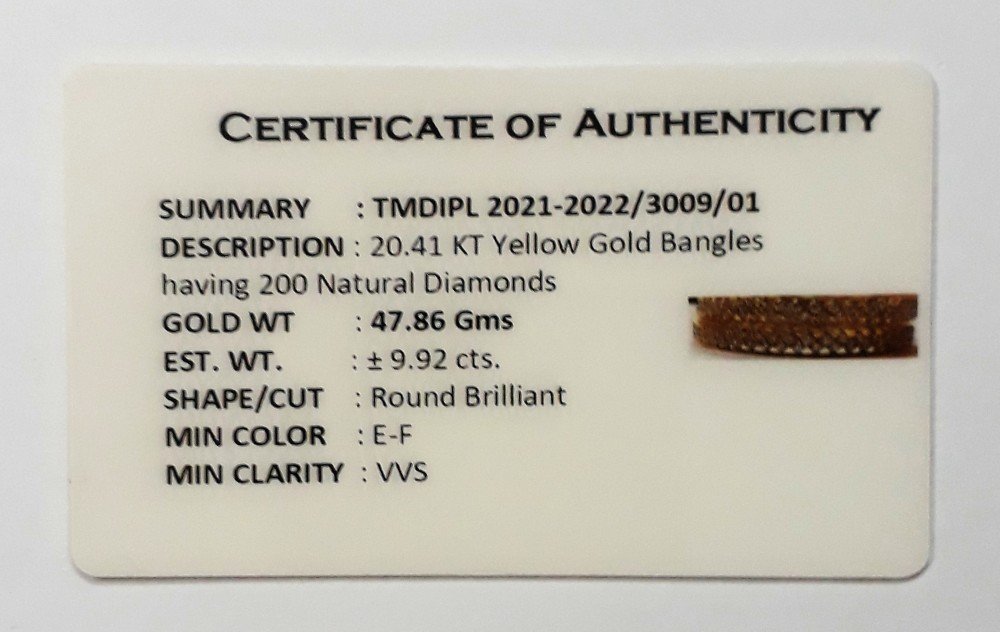 CERTIFICATE OF AUTHENTICITY
SUMMARY : TMDIPL 2021-2022/3009/01
DESCRIPTION : 20.41 KT Yellow Gold Bangles
having 200 Natural Diamonds
GOLD WT : 47.86 Gms
EST. WT. : ± 9.92 cts.
SHAPE/CUT : Round Brilliant
MIN COLOR : E-F
MIN CLARITY : VVS